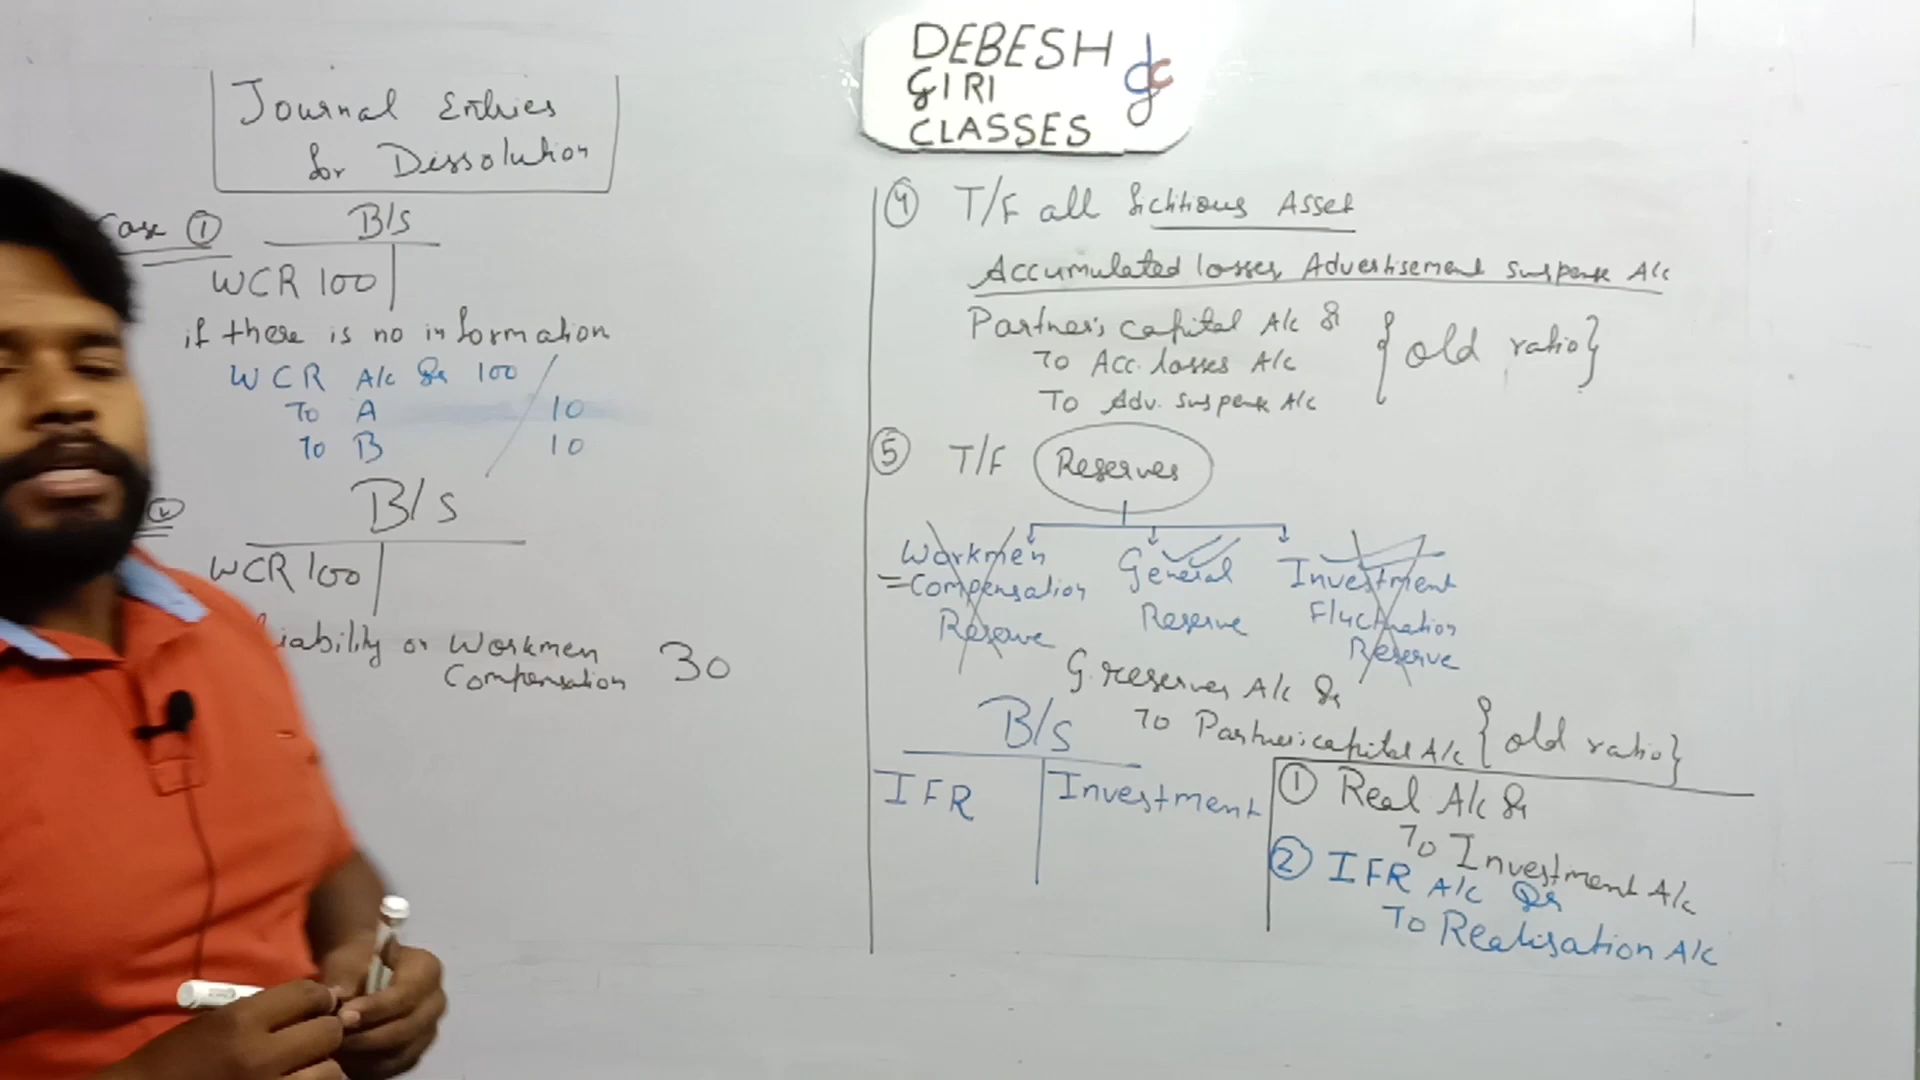 DEBESH
GIRI
CLASSES
dc
Journal Entries
for Dissolution
Case ①
B/S
WCR 100
if there is no information
WCR A/c Dr 100
To A 10
To B 10
B/S
WCR 100
Liability or Workmen
Compensation 30
④ T/F all fictitious Asset
Accumulated losses, Advertisement suspense A/c
Partner's capital A/c Dr
To Acc. losses A/c
To Adv. suspense A/c
{old ratio}
⑤ T/F Reserves
Workmen
Compensation
Reserve
General
Reserve
Investment
Fluctuation
Reserve
G. reserves A/c Dr
To Partners capital A/c {old ratio}
B/S
IFR Investment
① Real A/c Dr
To Investment A/c
② IFR A/c Dr
To Realisation A/c